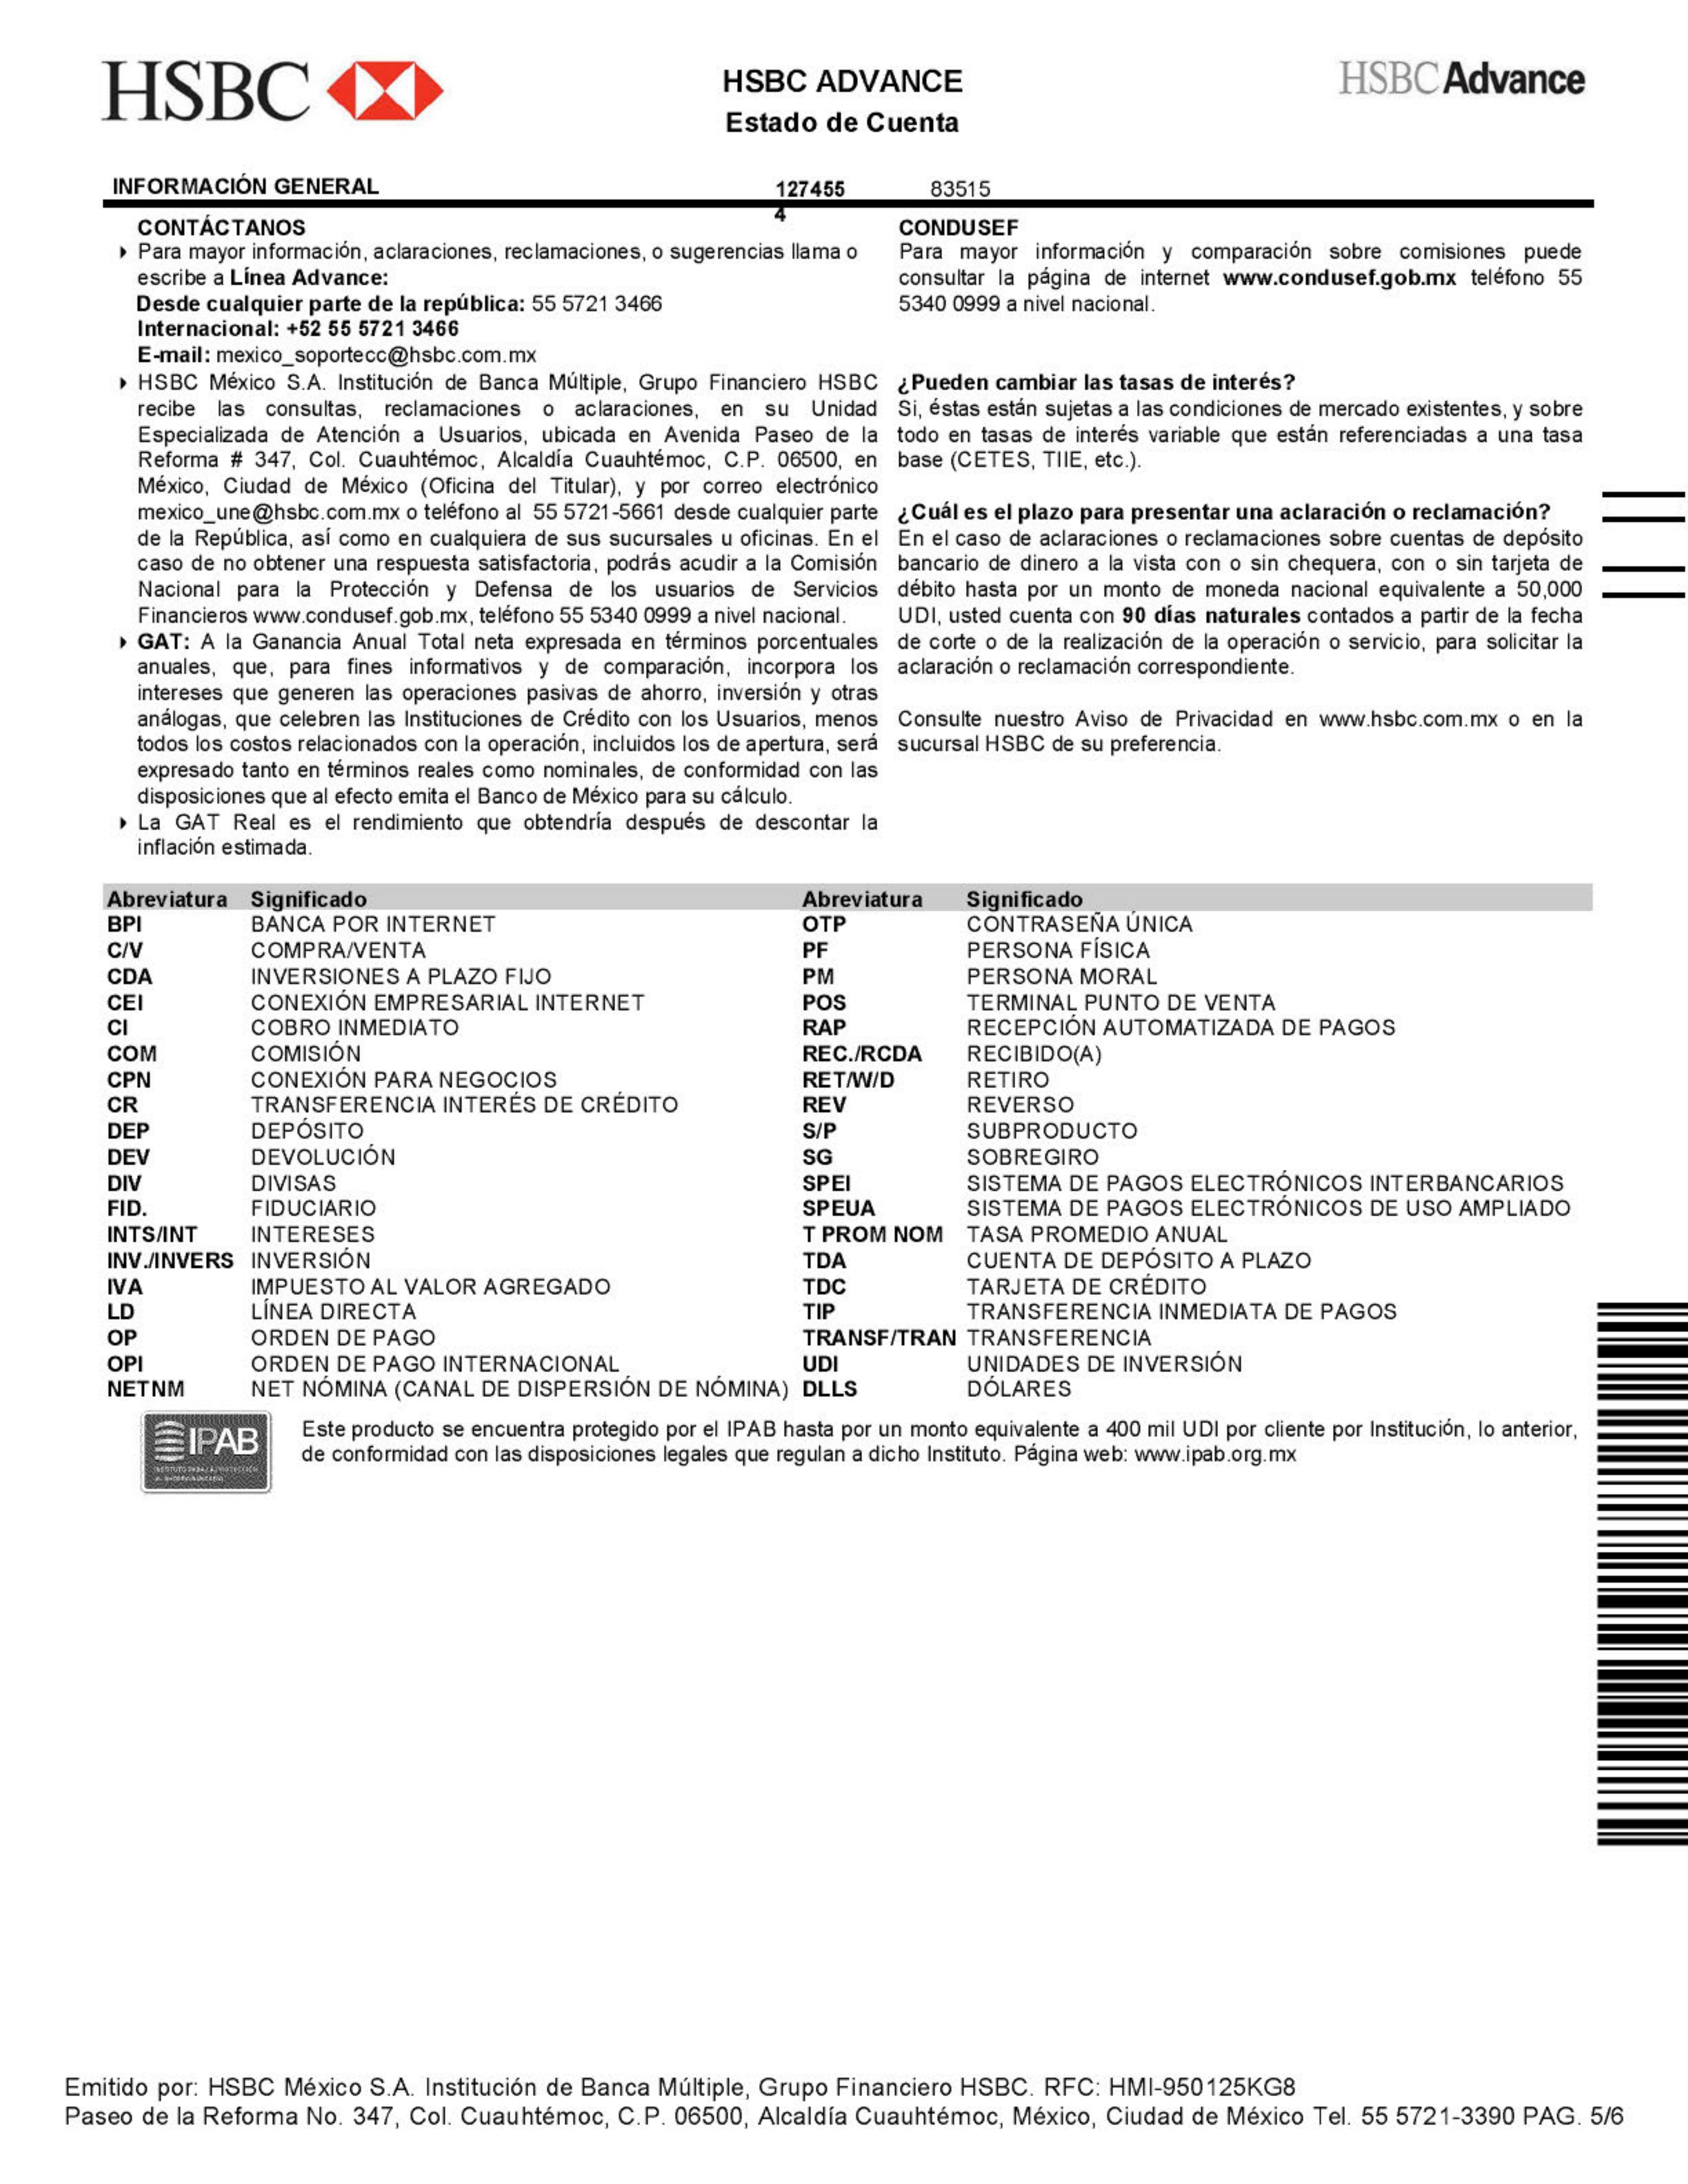 HSBC
HSBC ADVANCE
Estado de Cuenta
HSBC Advance
INFORMACIÓN GENERAL
127455
4
83515
CONTÁCTANOS
Para mayor información, aclaraciones, reclamaciones, o sugerencias llama o
escribe a Línea Advance:
Desde cualquier parte de la república: 55 5721 3466
Internacional: +52 55 5721 3466
E-mail: mexico_soportecc@hsbc.com.mx
HSBC México S.A. Institución de Banca Múltiple, Grupo Financiero HSBC
recibe las consultas, reclamaciones o aclaraciones, en su Unidad
Especializada de Atención a Usuarios, ubicada en Avenida Paseo de la
Reforma # 347, Col. Cuauhtémoc, Alcaldía Cuauhtémoc, C.P. 06500, en
México, Ciudad de México (Oficina del Titular), y por correo electrónico
mexico_une@hsbc.com.mx o teléfono al 55 5721-5661 desde cualquier parte
de la República, así como en cualquiera de sus sucursales u oficinas. En el
caso de no obtener una respuesta satisfactoria, podrás acudir a la Comisión
Nacional para la Protección y Defensa de los usuarios de Servicios
Financieros www.condusef.gob.mx, teléfono 55 5340 0999 a nivel nacional.
GAT: A la Ganancia Anual Total neta expresada en términos porcentuales
anuales, que, para fines informativos y de comparación, incorpora los
intereses que generen las operaciones pasivas de ahorro, inversión y otras
análogas, que celebren las Instituciones de Crédito con los Usuarios, menos
todos los costos relacionados con la operación, incluidos los de apertura, será
expresado tanto en términos reales como nominales, de conformidad con las
disposiciones que al efecto emita el Banco de México para su cálculo.
La GAT Real es el rendimiento que obtendría después de descontar la
inflación estimada.
CONDUSEF
Para mayor información y comparación sobre comisiones puede
consultar la página de internet www.condusef.gob.mx teléfono 55
5340 0999 a nivel nacional.
¿Pueden cambiar las tasas de interés?
Si, éstas están sujetas a las condiciones de mercado existentes, y sobre
todo en tasas de interés variable que están referenciadas a una tasa
base (CETES, TIIE, etc.).
¿Cuál es el plazo para presentar una aclaración o reclamación?
En el caso de aclaraciones o reclamaciones sobre cuentas de depósito
bancario de dinero a la vista con o sin chequera, con o sin tarjeta de
débito hasta por un monto de moneda nacional equivalente a 50,000
UDI, usted cuenta con 90 días naturales contados a partir de la fecha
de corte o de la realización de la operación o servicio, para solicitar la
aclaración o reclamación correspondiente.
Consulte nuestro Aviso de Privacidad en www.hsbc.com.mx o en la
sucursal HSBC de su preferencia.
Abreviatura Significado Abreviatura Significado
BPI BANCA POR INTERNET OTP CONTRASEÑA ÚNICA
C/V COMPRA/VENTA PF PERSONA FÍSICA
CDA INVERSIONES A PLAZO FIJO PM PERSONA MORAL
CEI CONEXIÓN EMPRESARIAL INTERNET POS TERMINAL PUNTO DE VENTA
CI COBRO INMEDIATO RAP RECEPCIÓN AUTOMATIZADA DE PAGOS
COM COMISIÓN REC./RCDA RECIBIDO(A)
CPN CONEXIÓN PARA NEGOCIOS RET/W/D RETIRO
CR TRANSFERENCIA INTERÉS DE CRÉDITO REV REVERSO
DEP DEPÓSITO S/P SUBPRODUCTO
DEV DEVOLUCIÓN SG SOBREGIRO
DIV DIVISAS SPEI SISTEMA DE PAGOS ELECTRÓNICOS INTERBANCARIOS
FID. FIDUCIARIO SPEUA SISTEMA DE PAGOS ELECTRÓNICOS DE USO AMPLIADO
INTS/INT INTERESES T PROM NOM TASA PROMEDIO ANUAL
INV./INVERS INVERSIÓN TDA CUENTA DE DEPÓSITO A PLAZO
IVA IMPUESTO AL VALOR AGREGADO TDC TARJETA DE CRÉDITO
LD LÍNEA DIRECTA TIP TRANSFERENCIA INMEDIATA DE PAGOS
OP ORDEN DE PAGO TRANSF/TRAN TRANSFERENCIA
OPI ORDEN DE PAGO INTERNACIONAL UDI UNIDADES DE INVERSIÓN
NETNM NET NÓMINA (CANAL DE DISPERSIÓN DE NÓMINA) DLLS DÓLARES
IPAB
Este producto se encuentra protegido por el IPAB hasta por un monto equivalente a 400 mil UDI por cliente por Institución, lo anterior,
de conformidad con las disposiciones legales que regulan a dicho Instituto. Página web: www.ipab.org.mx
Emitido por: HSBC México S.A. Institución de Banca Múltiple, Grupo Financiero HSBC. RFC: HMI-950125KG8
Paseo de la Reforma No. 347, Col. Cuauhtémoc, C.P. 06500, Alcaldía Cuauhtémoc, México, Ciudad de México Tel. 55 5721-3390 PAG. 5/6